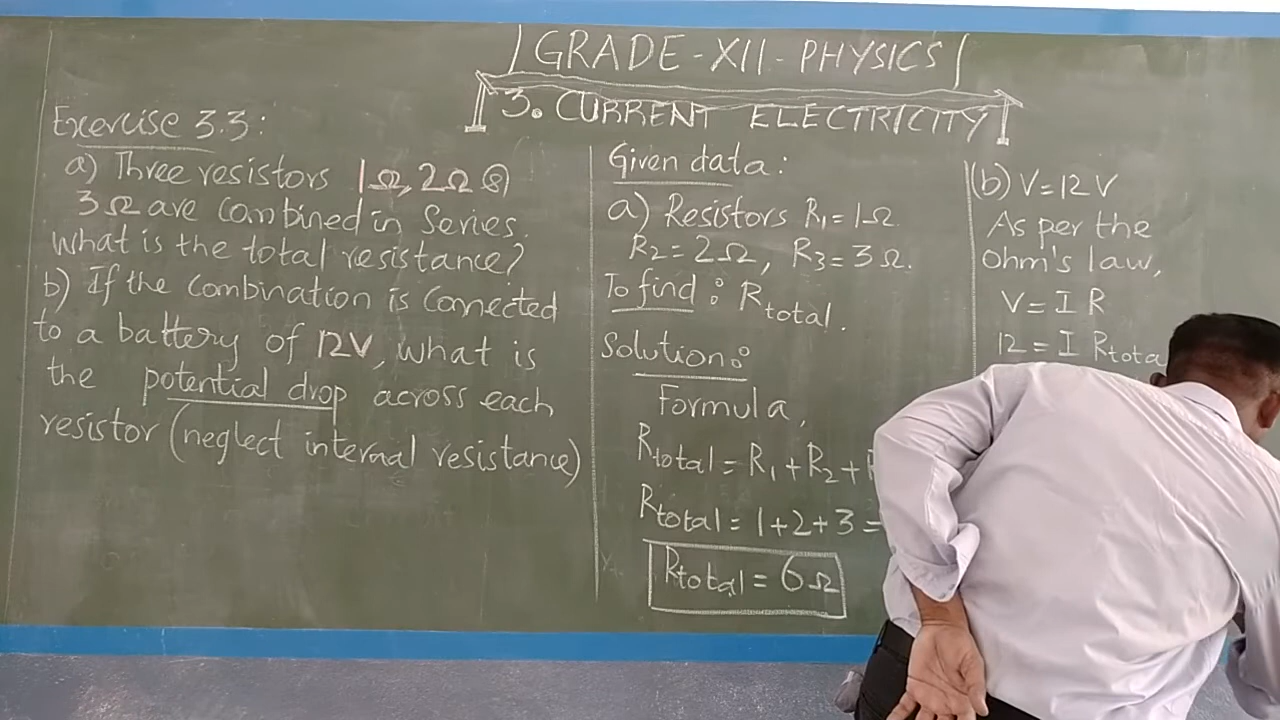 GRADE-XII-PHYSICS
3. CURRENT ELECTRICITY
Exercise 3.3:
a) Three resistors 1Ω, 2Ω &
3Ω are combined in Series.
What is the total resistance?
b) If the combination is connected
to a battery of 12V, what is
the potential drop across each
resistor (neglect internal resistance)
Given data:
a) Resistors R₁=1Ω.
R₂=2Ω, R₃=3Ω.
To find: Rtotal.
Solution:
Formula,
Rtotal = R₁+R₂+
Rtotal = 1+2+3=
Rtotal = 6Ω
(b) V=12V
As per the
ohm's law,
V=IR
12=I Rtota